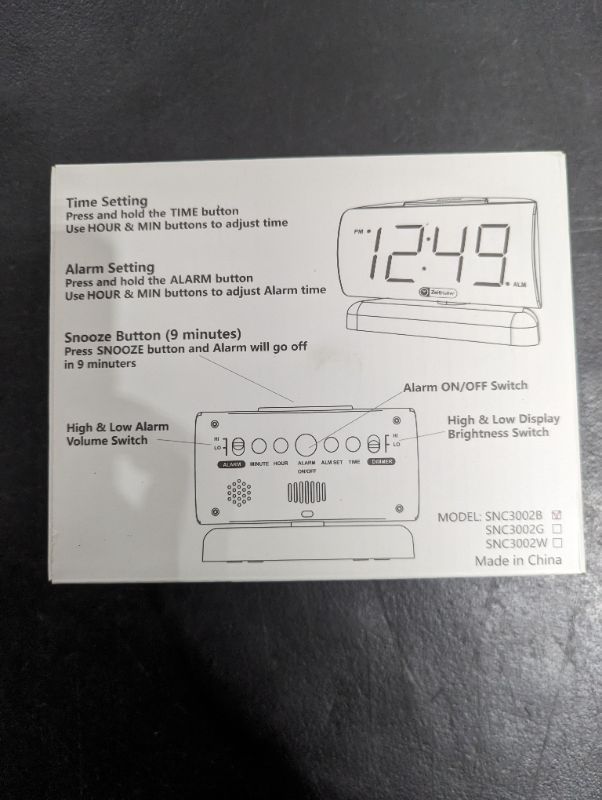 Time Setting
Press and hold the TIME button
Use HOUR & MIN buttons to adjust time
PM
12:49
ALM
Alarm Setting
Press and hold the ALARM button
Use HOUR & MIN buttons to adjust Alarm time
Snooze Button (9 minutes)
Press SNOOZE button and Alarm will go off
in 9 minuters
Alarm ON/OFF Switch
High & Low Alarm
Volume Switch
High & Low Display
Brightness Switch
HI
LO
HI
LO
ALARM MINUTE HOUR ALARM ALM SET TIME DIMMER
ON/OFF
MODEL: SNC3002B
SNC3002G
SNC3002W
Made in China